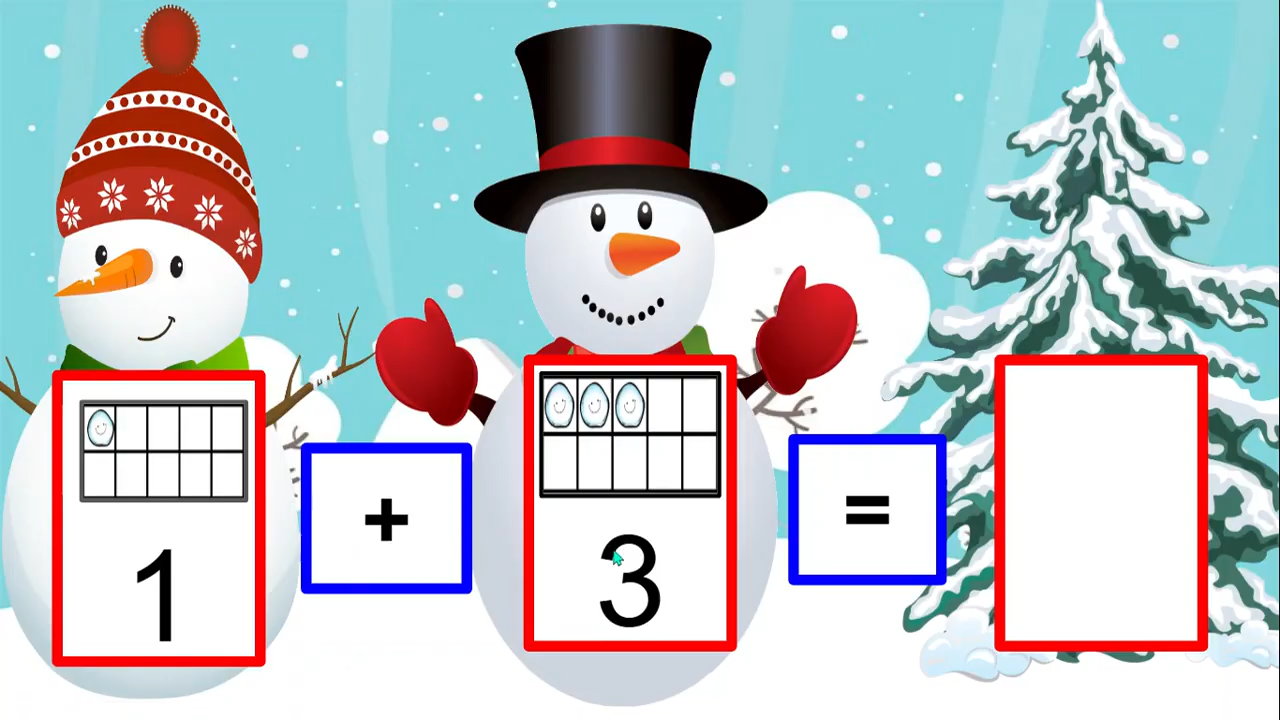 1 + 3 =